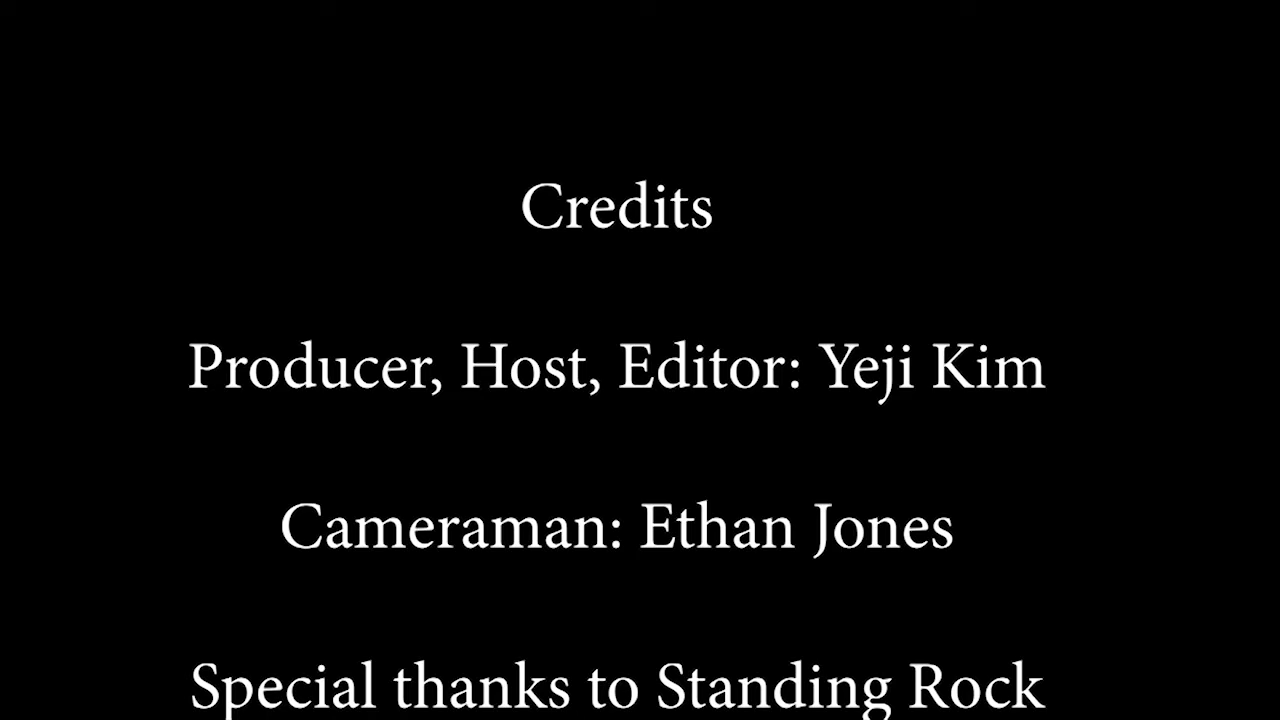 Credits
Producer, Host, Editor: Yeji Kim
Cameraman: Ethan Jones
Special thanks to Standing Rock